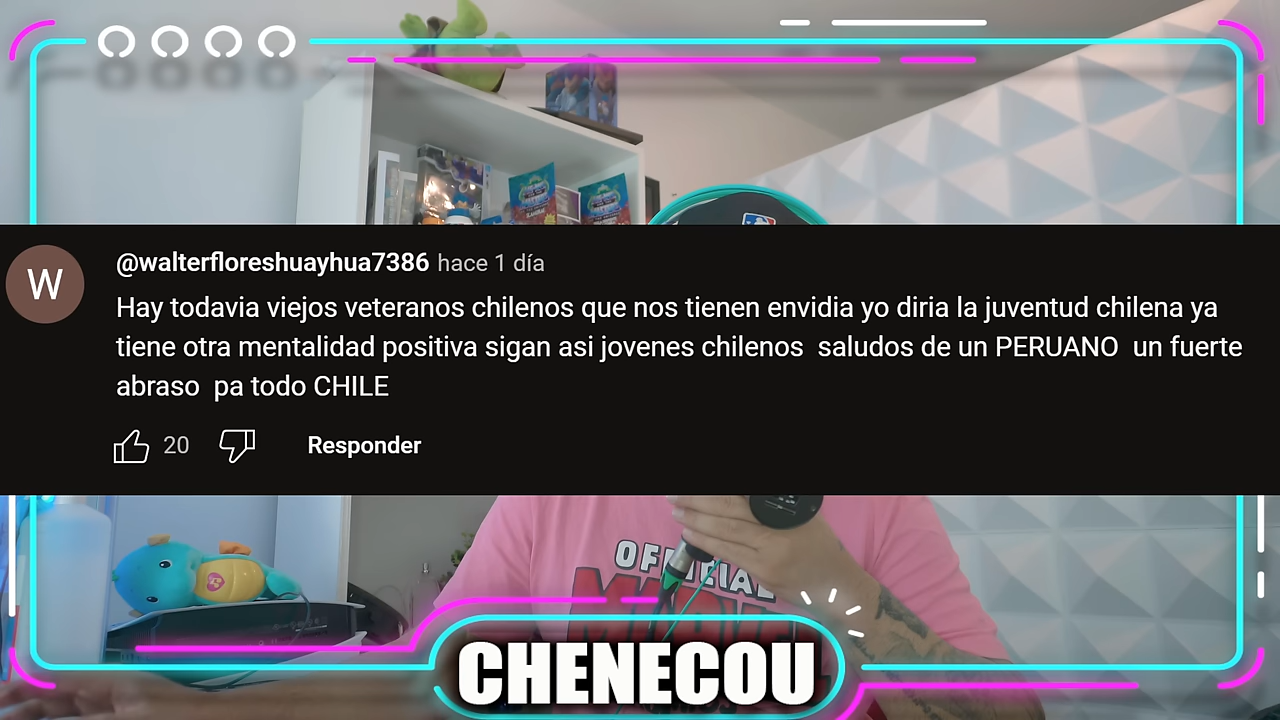 W
@walterfloreshuayhua7386 hace 1 día
Hay todavia viejos veteranos chilenos que nos tienen envidia yo diria la juventud chilena ya
tiene otra mentalidad positiva sigan asi jovenes chilenos saludos de un PERUANO un fuerte
abraso pa todo CHILE
20
Responder
OFFICIAL
CHENECOU